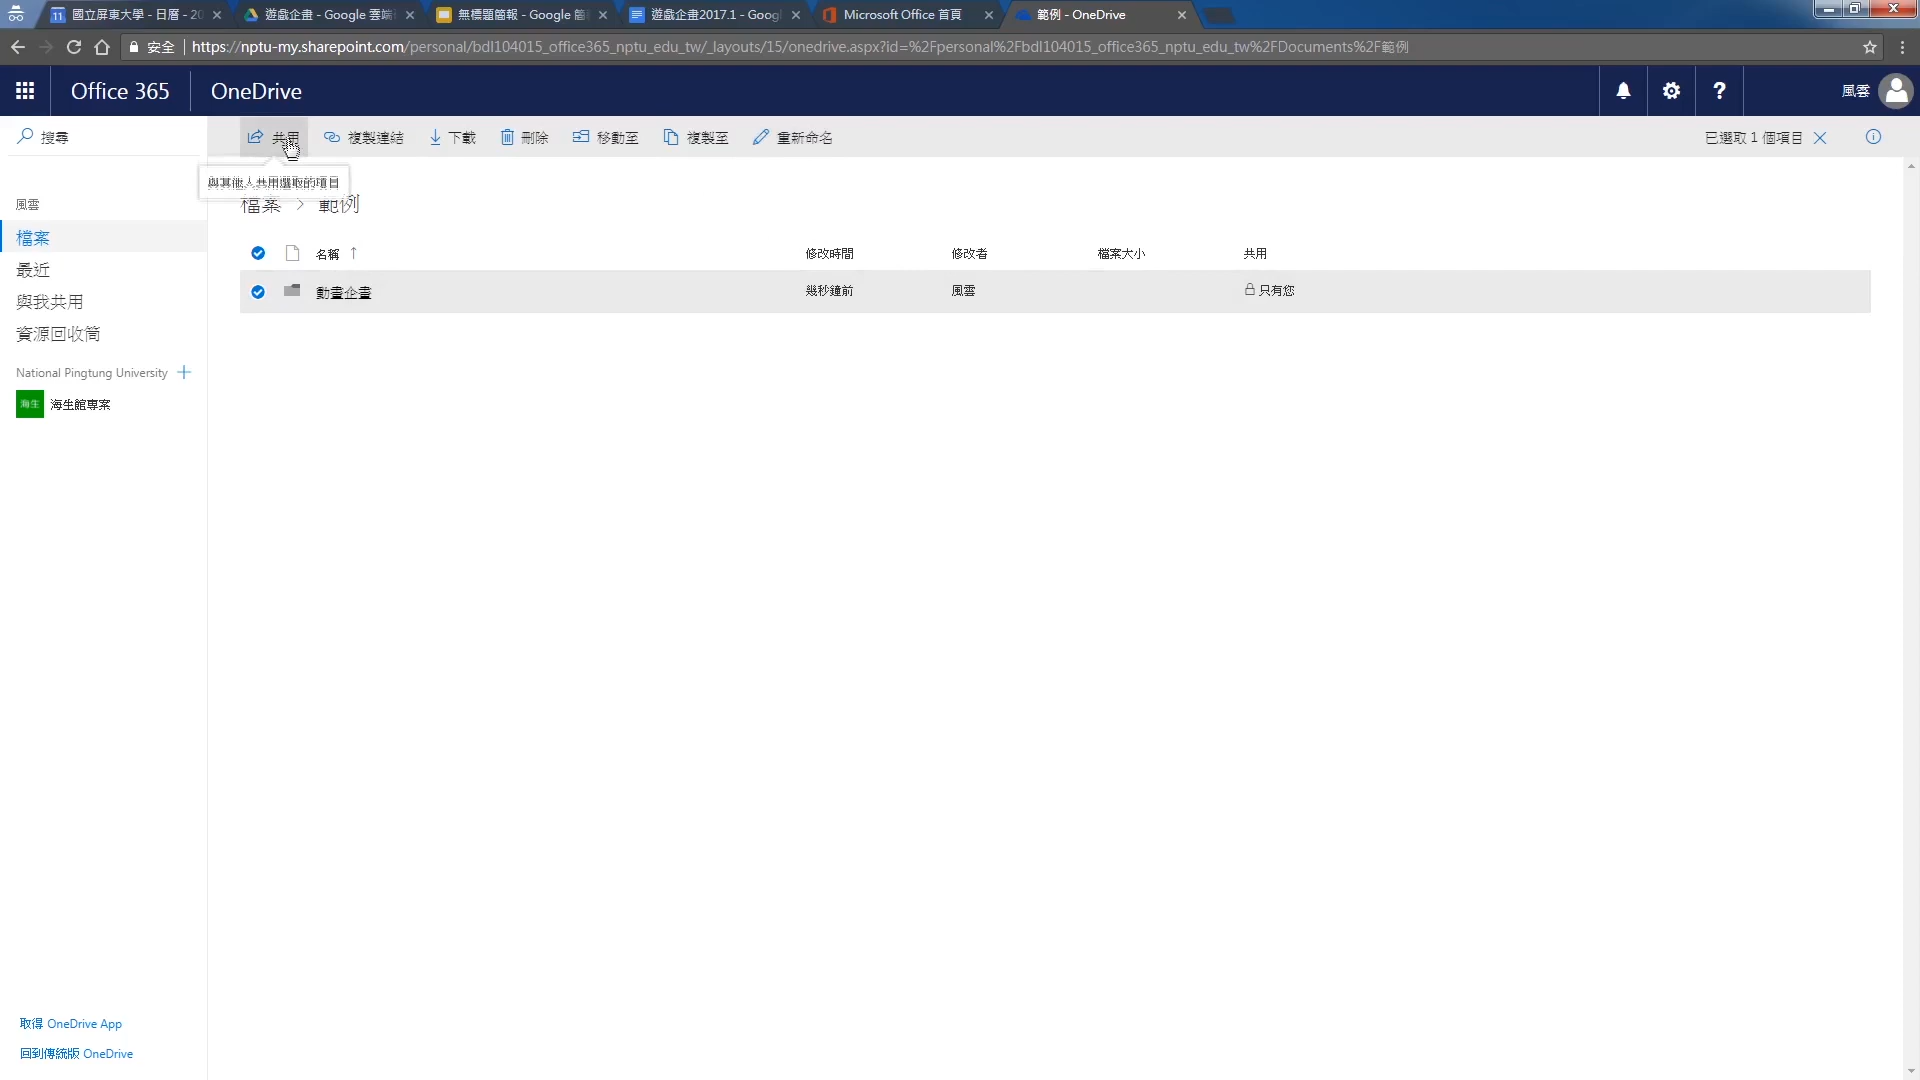 國立屏東大學 - 日曆 - 20
遊戲企畫 - Google 雲端
無標題簡報 - Google 簡
遊戲企畫2017.1 - Googl
Microsoft Office 首頁
範例 - OneDrive
安全 | https://nptu-my.sharepoint.com/personal/bdl104015_office365_nptu_edu_tw/_layouts/15/onedrive.aspx?id=%2Fpersonal%2Fbdl104015_office365_nptu_edu_tw%2FDocuments%2F範例
Office 365
OneDrive
風雲
搜尋
共用
複製連結
下載
刪除
移動至
複製至
重新命名
已選取 1 個項目
與其他人共用選取的項目
風雲
檔案 > 範例
檔案
名稱 ↑ 修改時間 修改者 檔案大小 共用
最近
動畫企畫 幾秒鐘前 風雲 只有您
與我共用
資源回收筒
National Pingtung University +
海生 海生館專案
取得 OneDrive App
回到傳統版 OneDrive